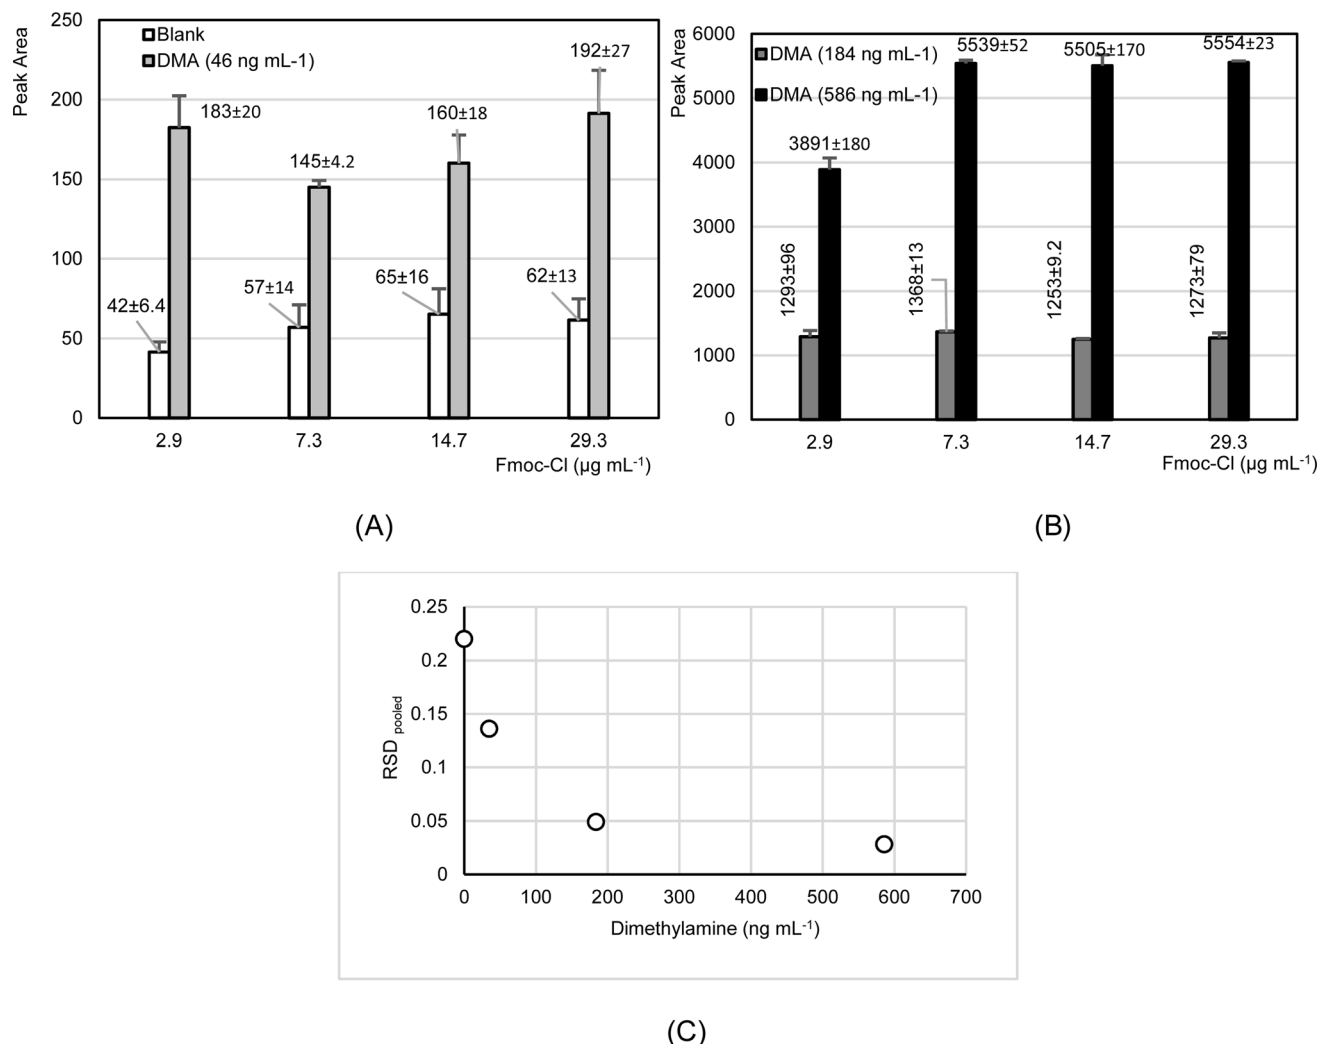 Peak Area
250
200
150
100
50
0
Blank
DMA (46 ng mL-1)
183±20
145±4.2
160±18
192±27
42±6.4
57±14
65±16
62±13
2.9 7.3 14.7 29.3
Fmoc-Cl (µg mL-1)
(A)
Peak Area
6000
5000
4000
3000
2000
1000
0
DMA (184 ng mL-1)
DMA (586 ng mL-1)
5539±52
5505±170
5554±23
3891±180
1293±96
1368±13
1253±9.2
1273±79
2.9 7.3 14.7 29.3
Fmoc-Cl (µg mL-1)
(B)
RSD pooled
0.25
0.2
0.15
0.1
0.05
0
0 100 200 300 400 500 600 700
Dimethylamine (ng mL-1)
(C)